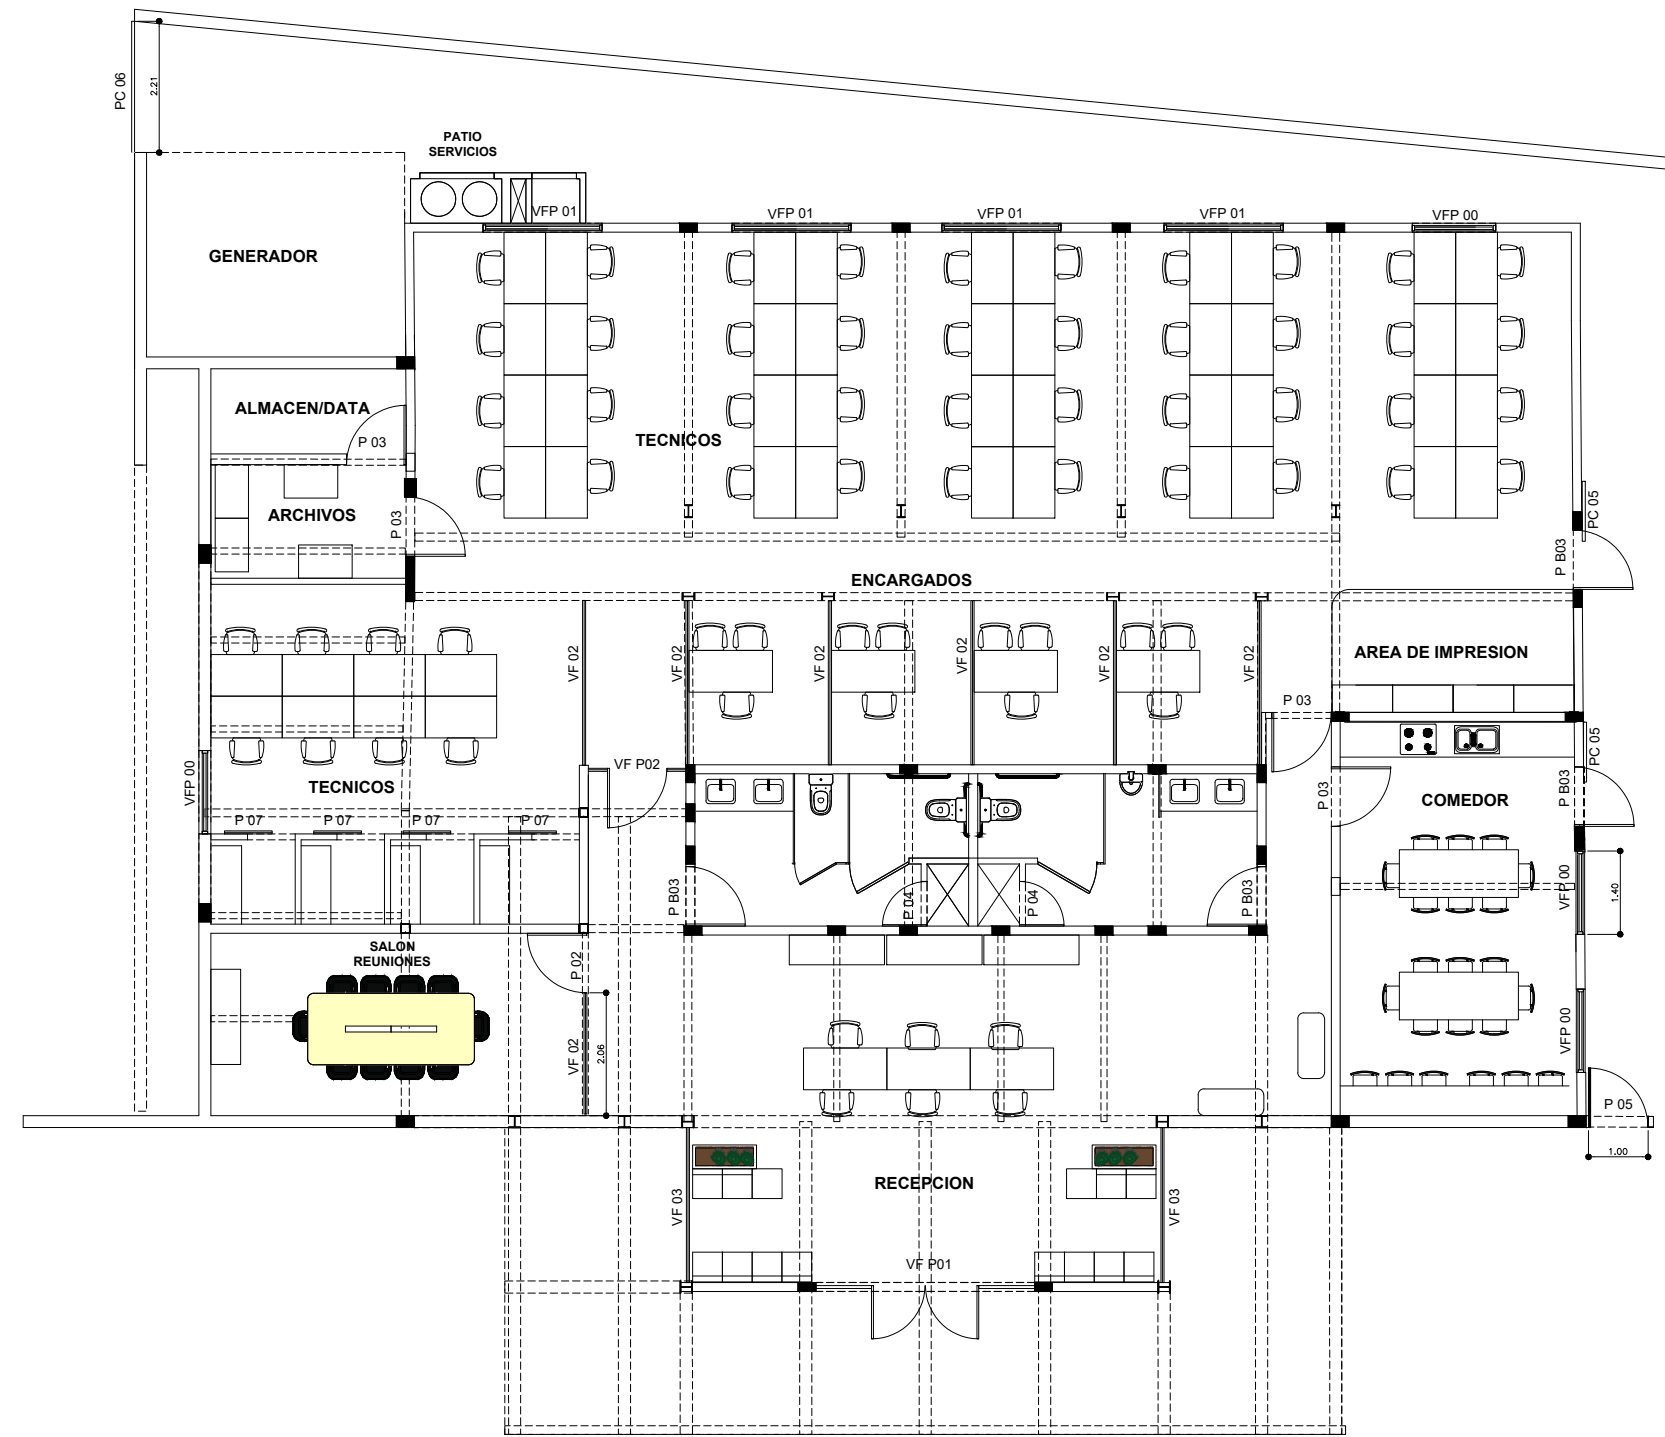 PC 06
2.21
PATIO
SERVICIOS
VFP 01
VFP 01
VFP 01
VFP 01
VFP 00
GENERADOR
ALMACEN/DATA
P 03
TECNICOS
ARCHIVOS
P 03
PC 05
P B03
ENCARGADOS
VF 02
VF 02
VF 02
VF 02
VF 02
VF 02
AREA DE IMPRESION
P 03
PC 05
VFP 00
TECNICOS
VF P02
P 03
COMEDOR
P B03
P 07
P 07
P 07
P 07
P B03
P 04
P 04
P B03
VFP 00
1.40
SALON
REUNIONES
P 02
VF 02
2.06
VFP 00
P 05
1.00
VF 03
RECEPCION
VF 03
VF P01